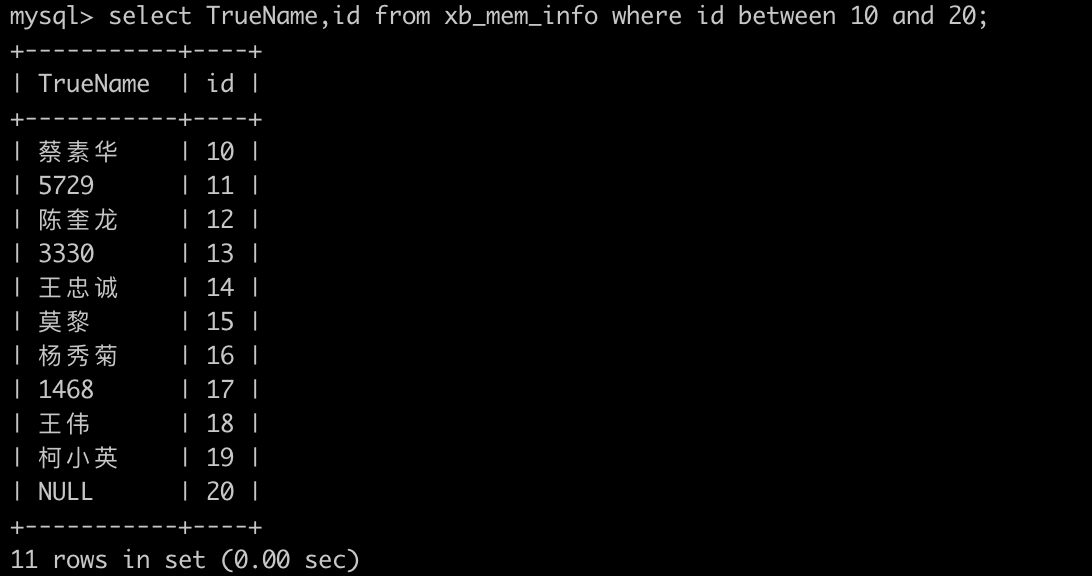 mysql> select TrueName,id from xb_mem_info where id between 10 and 20;
+-----------+----+
| TrueName  | id |
+-----------+----+
| 蔡素华    | 10 |
| 5729      | 11 |
| 陈奎龙    | 12 |
| 3330      | 13 |
| 王忠诚    | 14 |
| 莫黎      | 15 |
| 杨秀菊    | 16 |
| 1468      | 17 |
| 王伟      | 18 |
| 柯小英    | 19 |
| NULL      | 20 |
+-----------+----+
11 rows in set (0.00 sec)